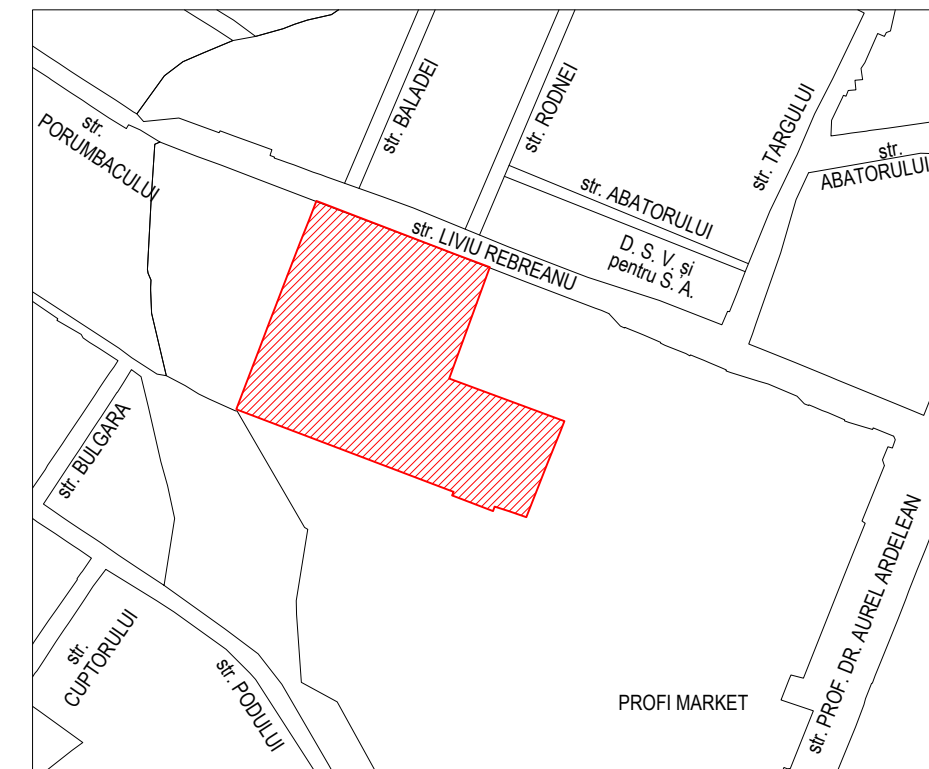 str.
PORUMBACULUI
str. BALADEI
str. RODNEI
str. TARGULUI
str.
ABATORULUI
str. ABATORULUI
str. LIVIU REBREANU
D. S. V. și
pentru S. A.
str. BULGARA
str.
CUPTORULUI
str. PODULUI
PROFI MARKET
str. PROF. DR. AUREL ARDELEAN